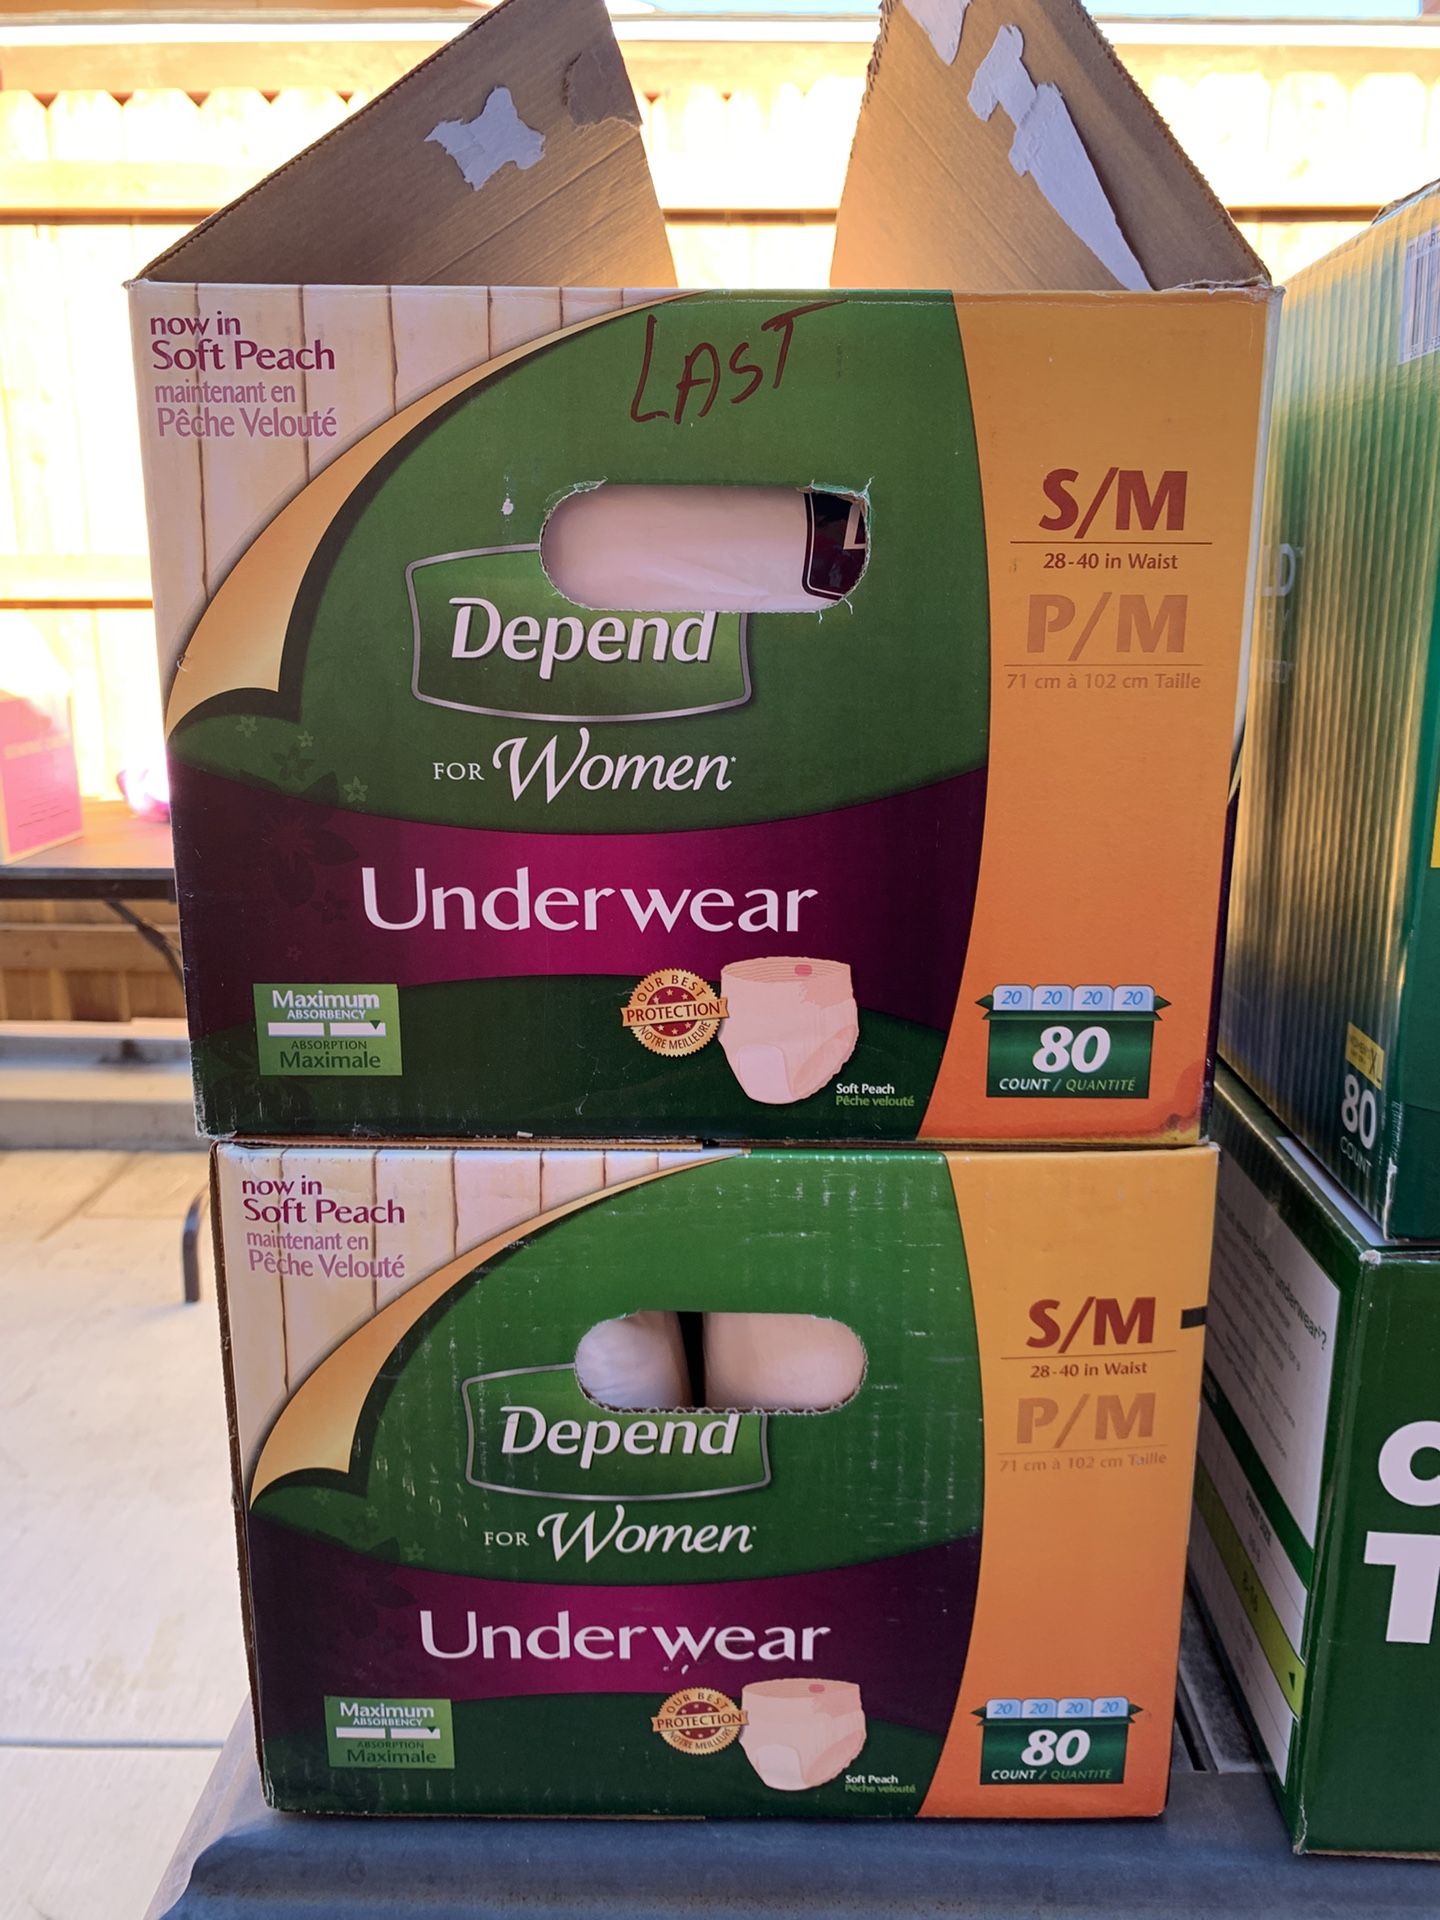 now in
Soft Peach
maintenant en
Pêche Velouté
LAST
S/M
28-40 in Waist
P/M
71 cm à 102 cm Taille
Depend
FOR Women*
Underwear
Maximum
ABSORBENCY
ABSORPTION
Maximale
OUR BEST
PROTECTION
NOTRE MEILLEURE
Soft Peach
Pêche velouté
20 20 20 20
80
COUNT / QUANTITÉ
now in
Soft Peach
maintenant en
Pêche Velouté
S/M
28-40 in Waist
P/M
71 cm à 102 cm Taille
Depend
FOR Women*
Underwear
Maximum
ABSORBENCY
ABSORPTION
Maximale
OUR BEST
PROTECTION
NOTRE MEILLEURE
Soft Peach
Pêche velouté
20 20 20 20
80
COUNT / QUANTITÉ
80
COUNT